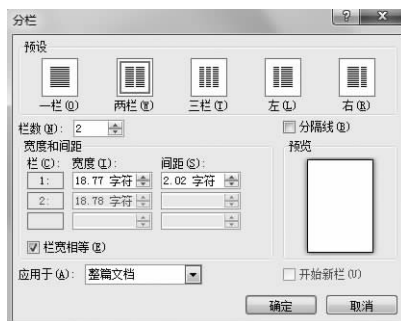 分栏
预设
一栏(O) 两栏(W) 三栏(T) 左(L) 右(R)
栏数(N): 2 分隔线(B)
宽度和间距 预览
栏(C): 宽度(I): 间距(S):
1: 18.77 字符 2.02 字符
2: 18.78 字符
栏宽相等(E)
应用于(A): 整篇文档 开始新栏(U)
确定 取消